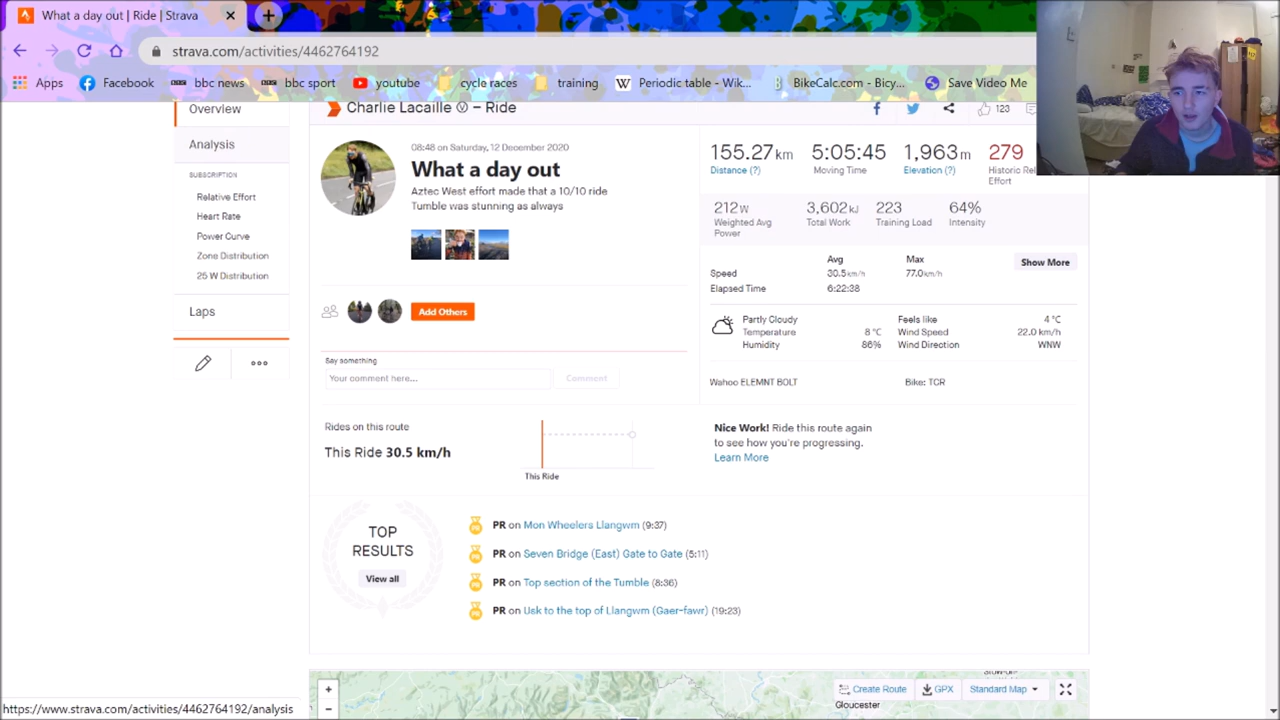 What a day out | Ride | Strava
strava.com/activities/4462764192
Apps
Facebook
bbc news
bbc sport
youtube
cycle races
training
Periodic table - Wik...
BikeCalc.com - Bicy...
Save Video Me
Overview
Analysis
SUBSCRIPTION
Relative Effort
Heart Rate
Power Curve
Zone Distribution
25 W Distribution
Laps
Charlie Lacaille – Ride
123
08:48 on Saturday, 12 December 2020
What a day out
Aztec West effort made that a 10/10 ride
Tumble was stunning as always
Add Others
Say something
Your comment here...
Comment
155.27km
Distance (?)
5:05:45
Moving Time
1,963m
Elevation (?)
279
Historic Rel
Effort
212W
Weighted Avg
Power
3,602kJ
Total Work
223
Training Load
64%
Intensity
Avg Max
Show More
Speed 30.5km/h 77.0km/h
Elapsed Time 6:22:38
Partly Cloudy
Temperature 8 °C
Humidity 86%
Feels like 4 °C
Wind Speed 22.0 km/h
Wind Direction WNW
Wahoo ELEMNT BOLT
Bike: TCR
Rides on this route
This Ride 30.5 km/h
This Ride
Nice Work! Ride this route again
to see how you're progressing.
Learn More
TOP
RESULTS
View all
PR on Mon Wheelers Llangwm (9:37)
PR on Seven Bridge (East) Gate to Gate (5:11)
PR on Top section of the Tumble (8:36)
PR on Usk to the top of Llangwm (Gaer-fawr) (19:23)
+
−
Create Route
GPX
Standard Map
Gloucester
https://www.strava.com/activities/4462764192/analysis